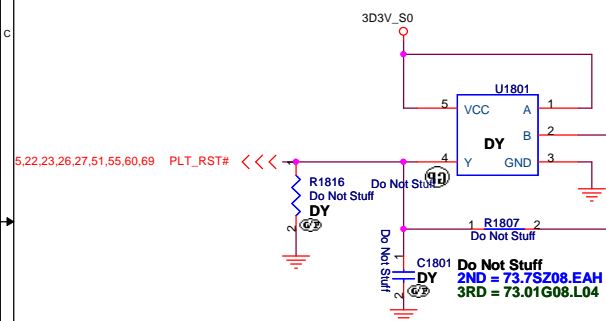 3D3V_S0
C
U1801
5 VCC A 1
B 2
DY
5,22,23,26,27,51,55,60,69 PLT_RST#
1
4 Y GND 3
R1816
Do Not Stuff
Do Not Stuff
DY
2
G/P
1 R1807 2
Do Not Stuff
Do Not Stuff
1
C1801
DY
2
G/P
Do Not Stuff
2ND = 73.7SZ08.EAH
3RD = 73.01G08.L04